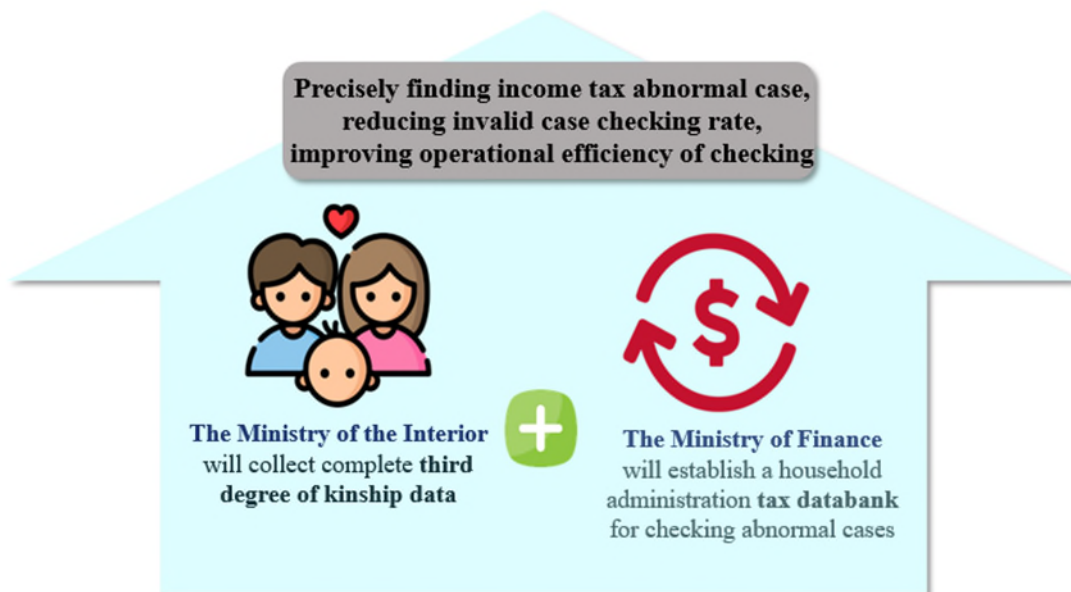 Precisely finding income tax abnormal case,
reducing invalid case checking rate,
improving operational efficiency of checking
$
The Ministry of the Interior
will collect complete third
degree of kinship data
The Ministry of Finance
will establish a household
administration tax databank
for checking abnormal cases